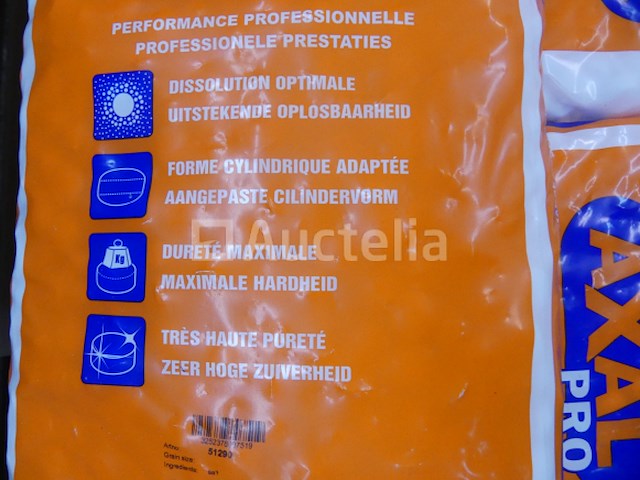 PERFORMANCE PROFESSIONNELLE
PROFESSIONELE PRESTATIES
DISSOLUTION OPTIMALE
UITSTEKENDE OPLOSBAARHEID
FORME CYLINDRIQUE ADAPTÉE
AANGEPASTE CILINDERVORM
Auctelia
DURETÉ MAXIMALE
MAXIMALE HARDHEID
TRÈS HAUTE PURETÉ
ZEER HOGE ZUIVERHEID
Artno:
51290
Grain size:
Ingredients:
AXAL
PRO